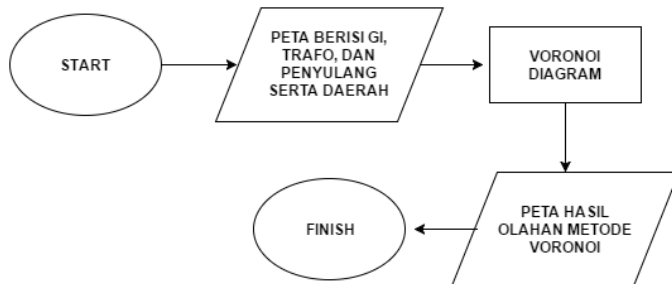 START
PETA BERISI GI,
TRAFO, DAN
PENYULANG
SERTA DAERAH
VORONOI
DIAGRAM
PETA HASIL
OLAHAN METODE
VORONOI
FINISH